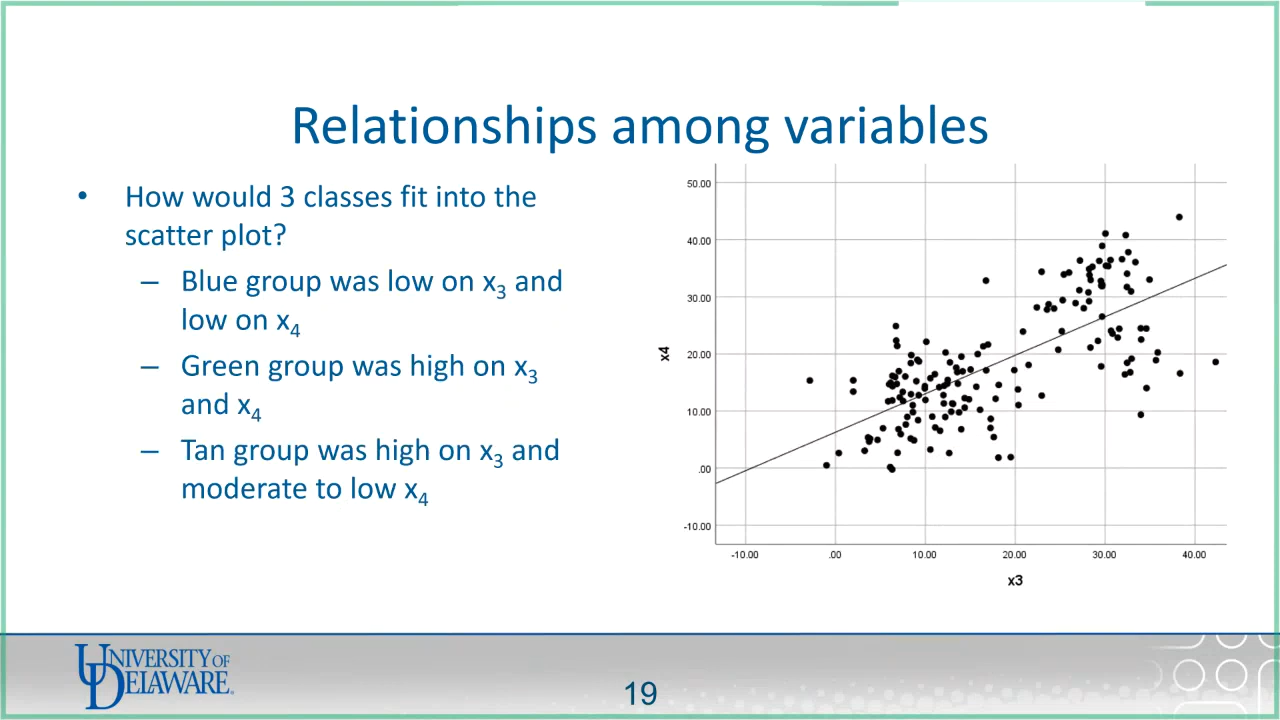 Relationships among variables
• How would 3 classes fit into the
scatter plot?
– Blue group was low on x3 and
low on x4
– Green group was high on x3
and x4
– Tan group was high on x3 and
moderate to low x4
50.00
40.00
30.00
20.00
10.00
.00
-10.00
x4
-10.00 .00 10.00 20.00 30.00 40.00
x3
UNIVERSITY OF
DELAWARE.
19